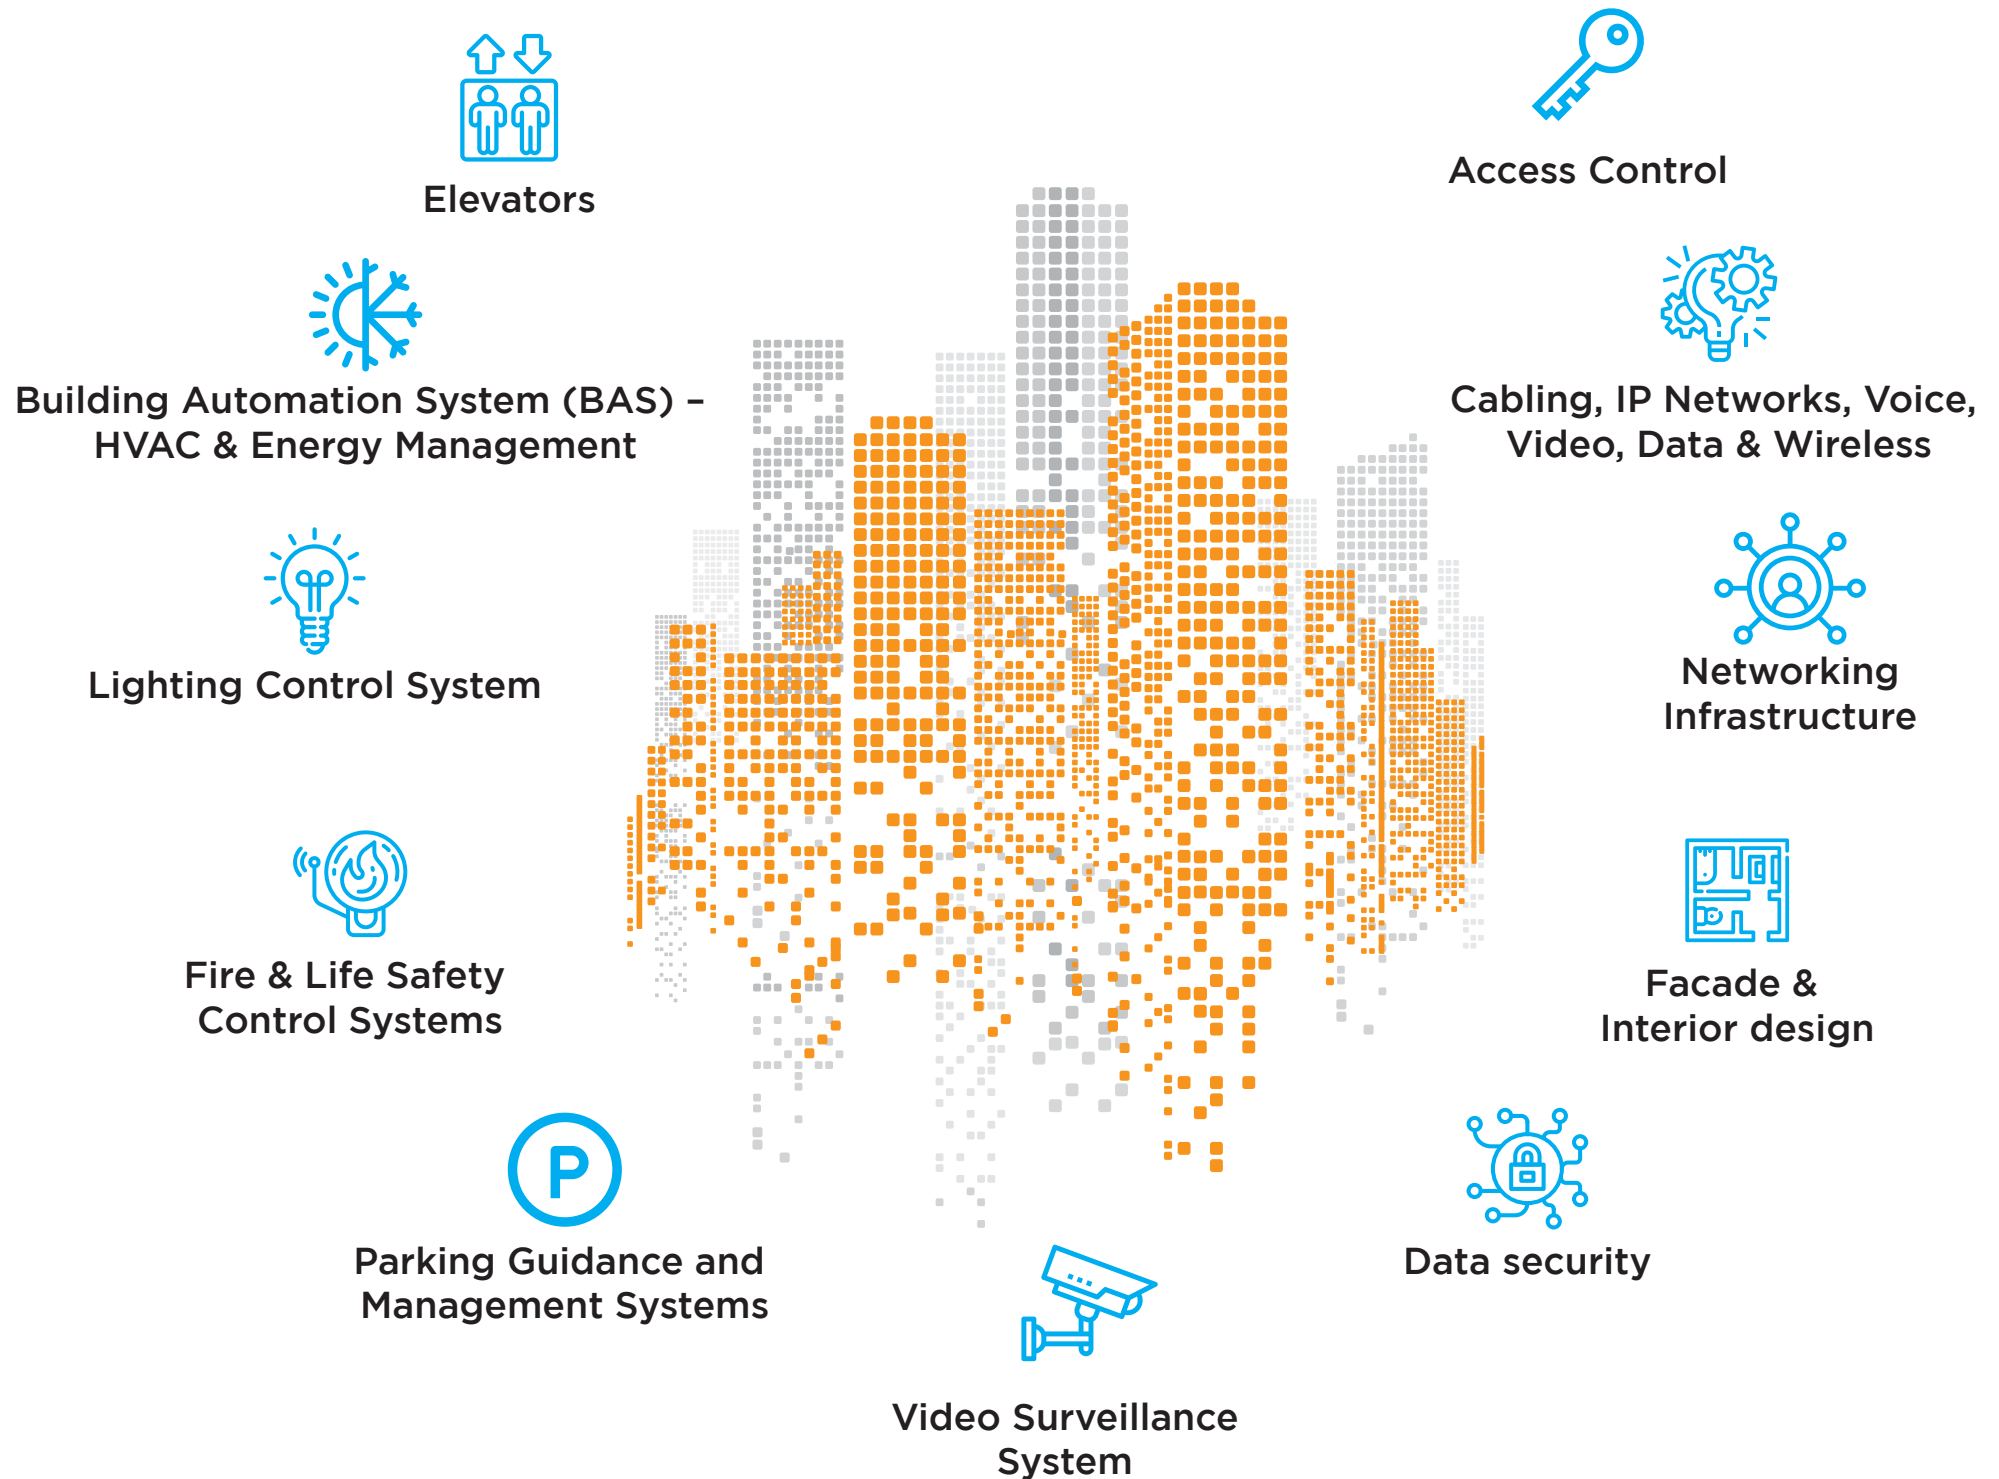 Elevators
Access Control
Building Automation System (BAS) –
HVAC & Energy Management
Cabling, IP Networks, Voice,
Video, Data & Wireless
Lighting Control System
Networking
Infrastructure
Fire & Life Safety
Control Systems
Facade &
Interior design
P
Parking Guidance and
Management Systems
Data security
Video Surveillance
System